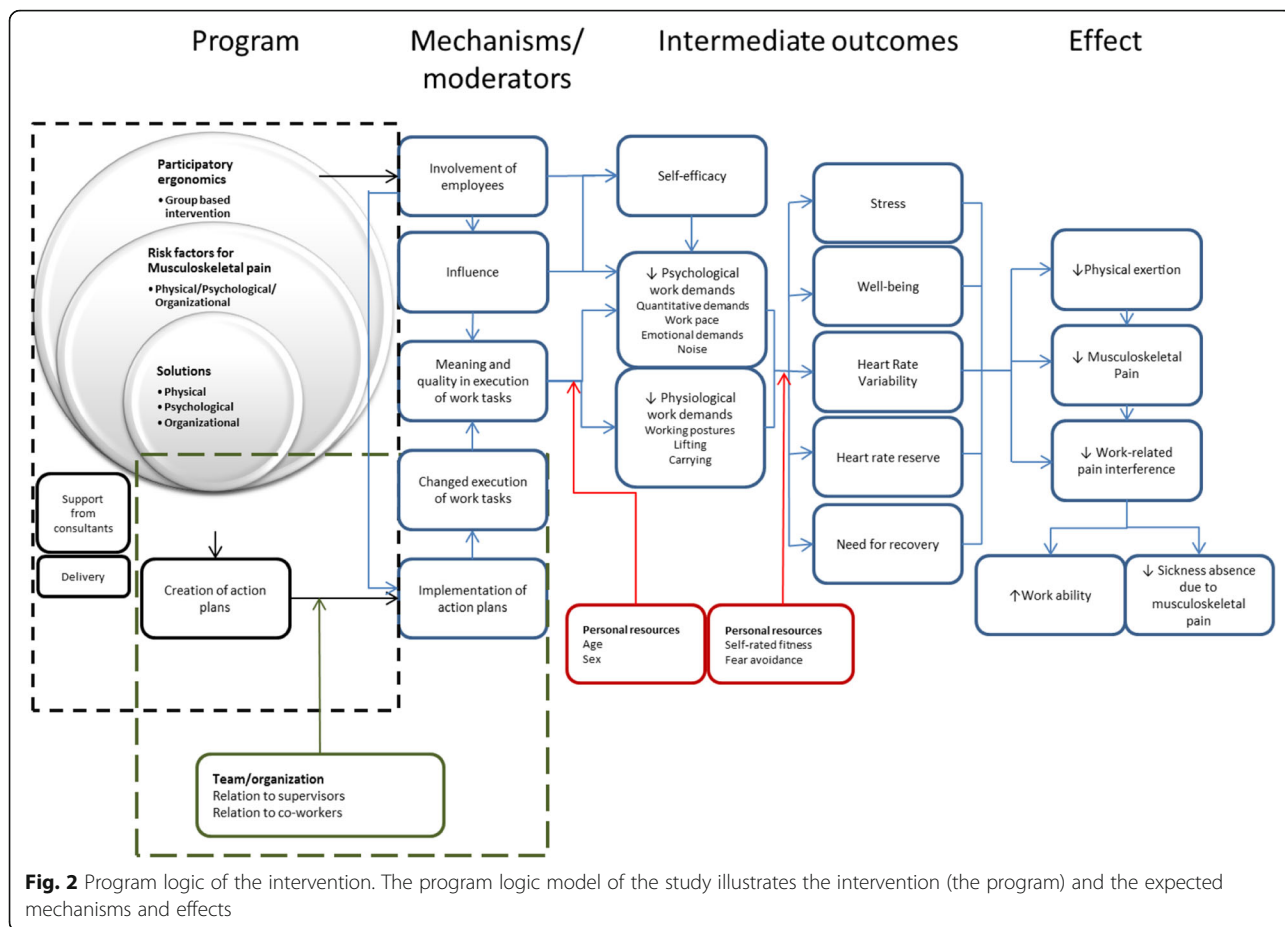 Program
Mechanisms/
moderators
Intermediate outcomes
Effect
Participatory
ergonomics
• Group based
intervention
Risk factors for
Musculoskeletal pain
• Physical/Psychological/
Organizational
Solutions
• Physical
• Psychological
• Organizational
Support
from
consultants
Delivery
Creation of action
plans
Team/organization
Relation to supervisors
Relation to co-workers
Involvement of
employees
Influence
Meaning and
quality in execution
of work tasks
Changed execution
of work tasks
Implementation of
action plans
Self-efficacy
↓ Psychological
work demands
Quantitative demands
Work pace
Emotional demands
Noise
↓ Physiological
work demands
Working postures
Lifting
Carrying
Personal resources
Age
Sex
Personal resources
Self-rated fitness
Fear avoidance
Stress
Well-being
Heart Rate
Variability
Heart rate reserve
Need for recovery
↓Physical exertion
↓ Musculoskeletal
Pain
↓ Work-related
pain interference
↑Work ability
↓ Sickness absence
due to
musculoskeletal
pain
Fig. 2 Program logic of the intervention. The program logic model of the study illustrates the intervention (the program) and the expected
mechanisms and effects